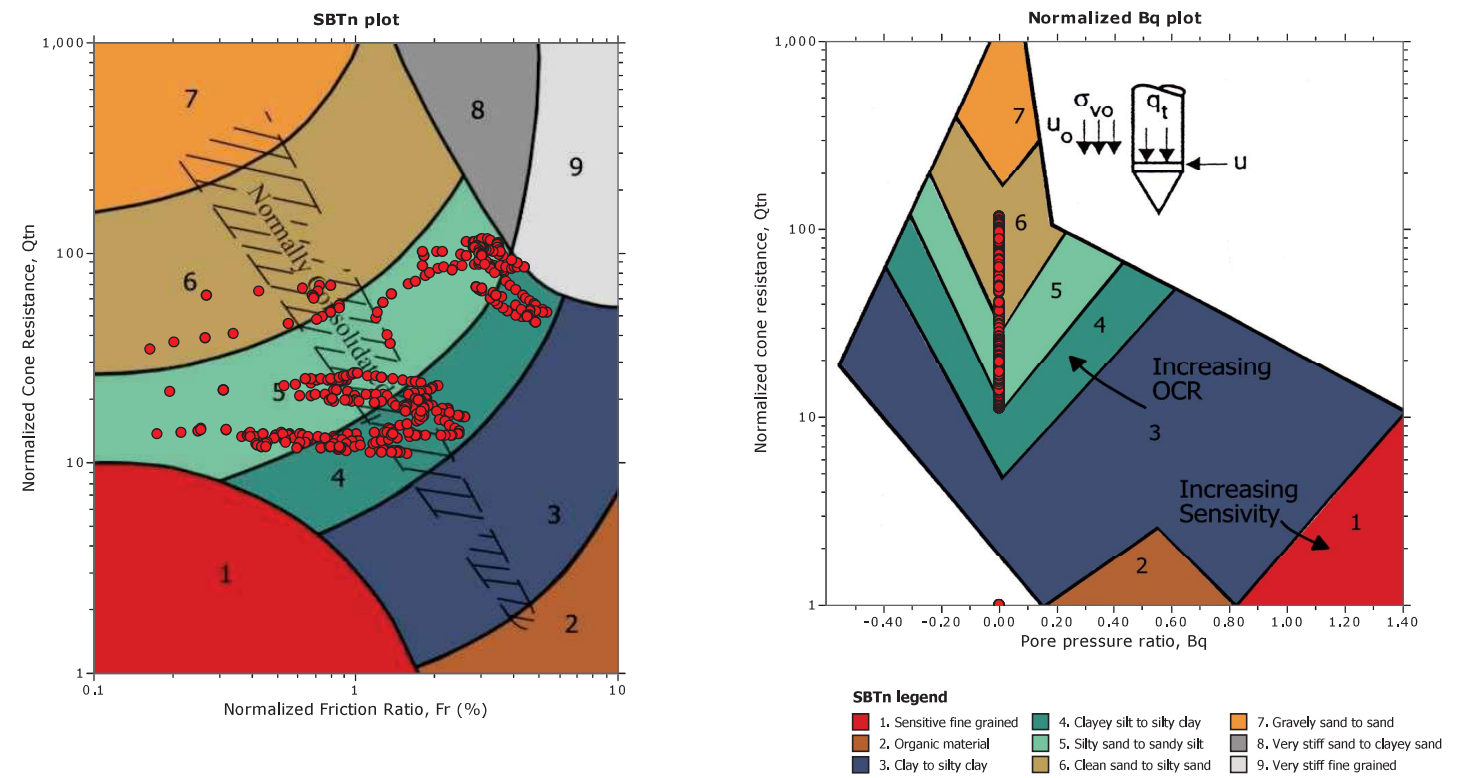 SBTn plot
1,000
100
10
1
Normalized Cone Resistance, Qtn
7
8
9
6
Normally Consolidated
5
4
3
1
2
0.1
1
10
Normalized Friction Ratio, Fr (%)
Normalized Bq plot
1,000
100
10
1
Normalized cone resistance, Qtn
7
σvo
uo
qt
u
6
5
4
Increasing
OCR
3
Increasing
Sensivity
1
2
-0.40 -0.20 0.00 0.20 0.40 0.60 0.80 1.00 1.20 1.40
Pore pressure ratio, Bq
SBTn legend
1. Sensitive fine grained
2. Organic material
3. Clay to silty clay
4. Clayey silt to silty clay
5. Silty sand to sandy silt
6. Clean sand to silty sand
7. Gravely sand to sand
8. Very stiff sand to clayey sand
9. Very stiff fine grained